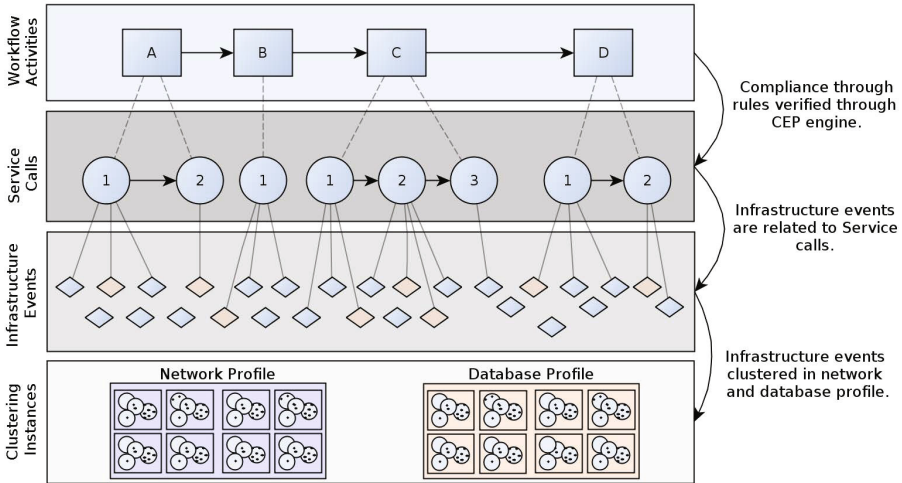 Workflow
Activities
A
B
C
D
Compliance through
rules verified through
CEP engine.
Service
Calls
1
2
1
1
2
3
1
2
Infrastructure events
are related to Service
calls.
Infrastructure
Events
Infrastructure events
clustered in network
and database profile.
Clustering
Instances
Network Profile
Database Profile